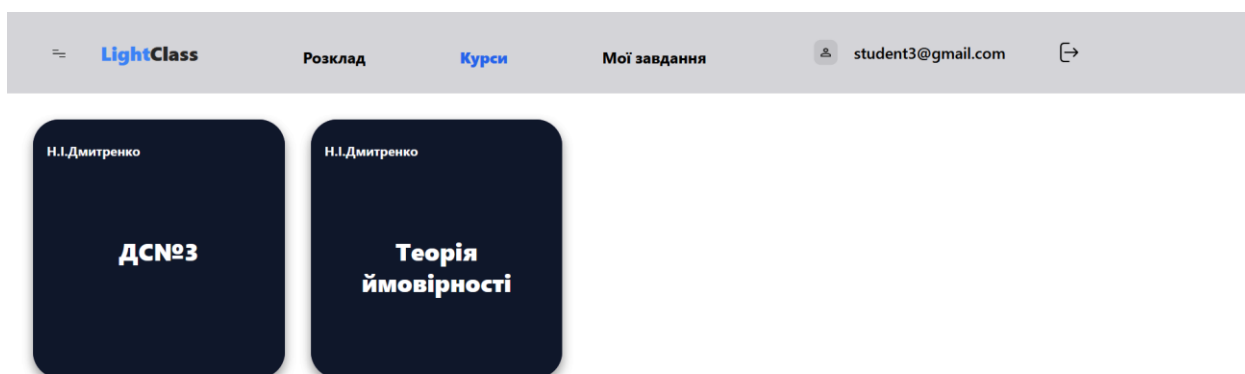 LightClass Розклад Курси Мої завдання student3@gmail.com
Н.І.Дмитренко
ДС№3
Н.І.Дмитренко
Теорія
ймовірності